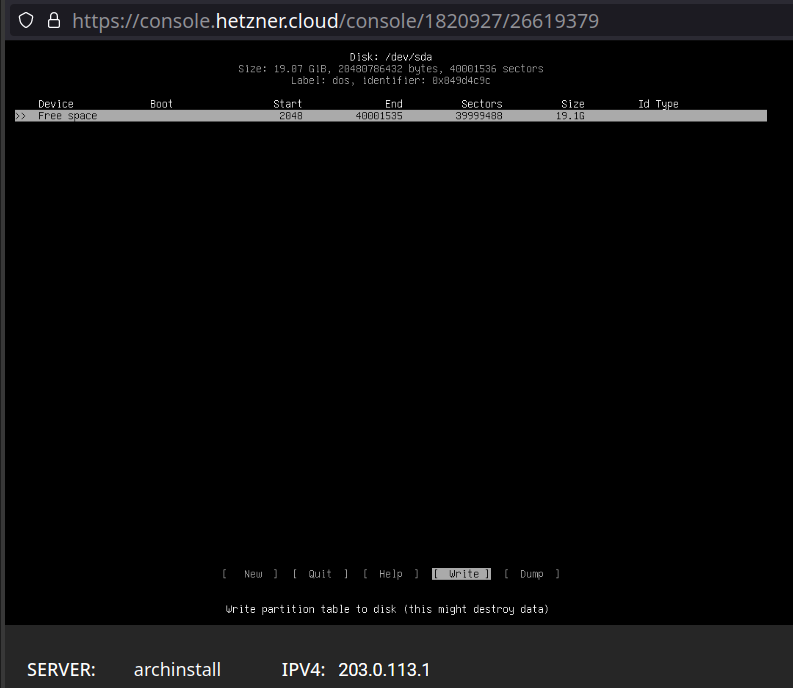 https://console.hetzner.cloud/console/1820927/26619379
Disk: /dev/sda
Size: 19.07 GiB, 20480786432 bytes, 40001536 sectors
Label: dos, identifier: 0x049d4c9c
Device Boot Start End Sectors Size Id Type
>> Free space 2048 40001535 39999488 19.1G
[ New ] [ Quit ] [ Help ] [ Write ] [ Dump ]
Write partition table to disk (this might destroy data)
SERVER: archinstall IPV4: 203.0.113.1